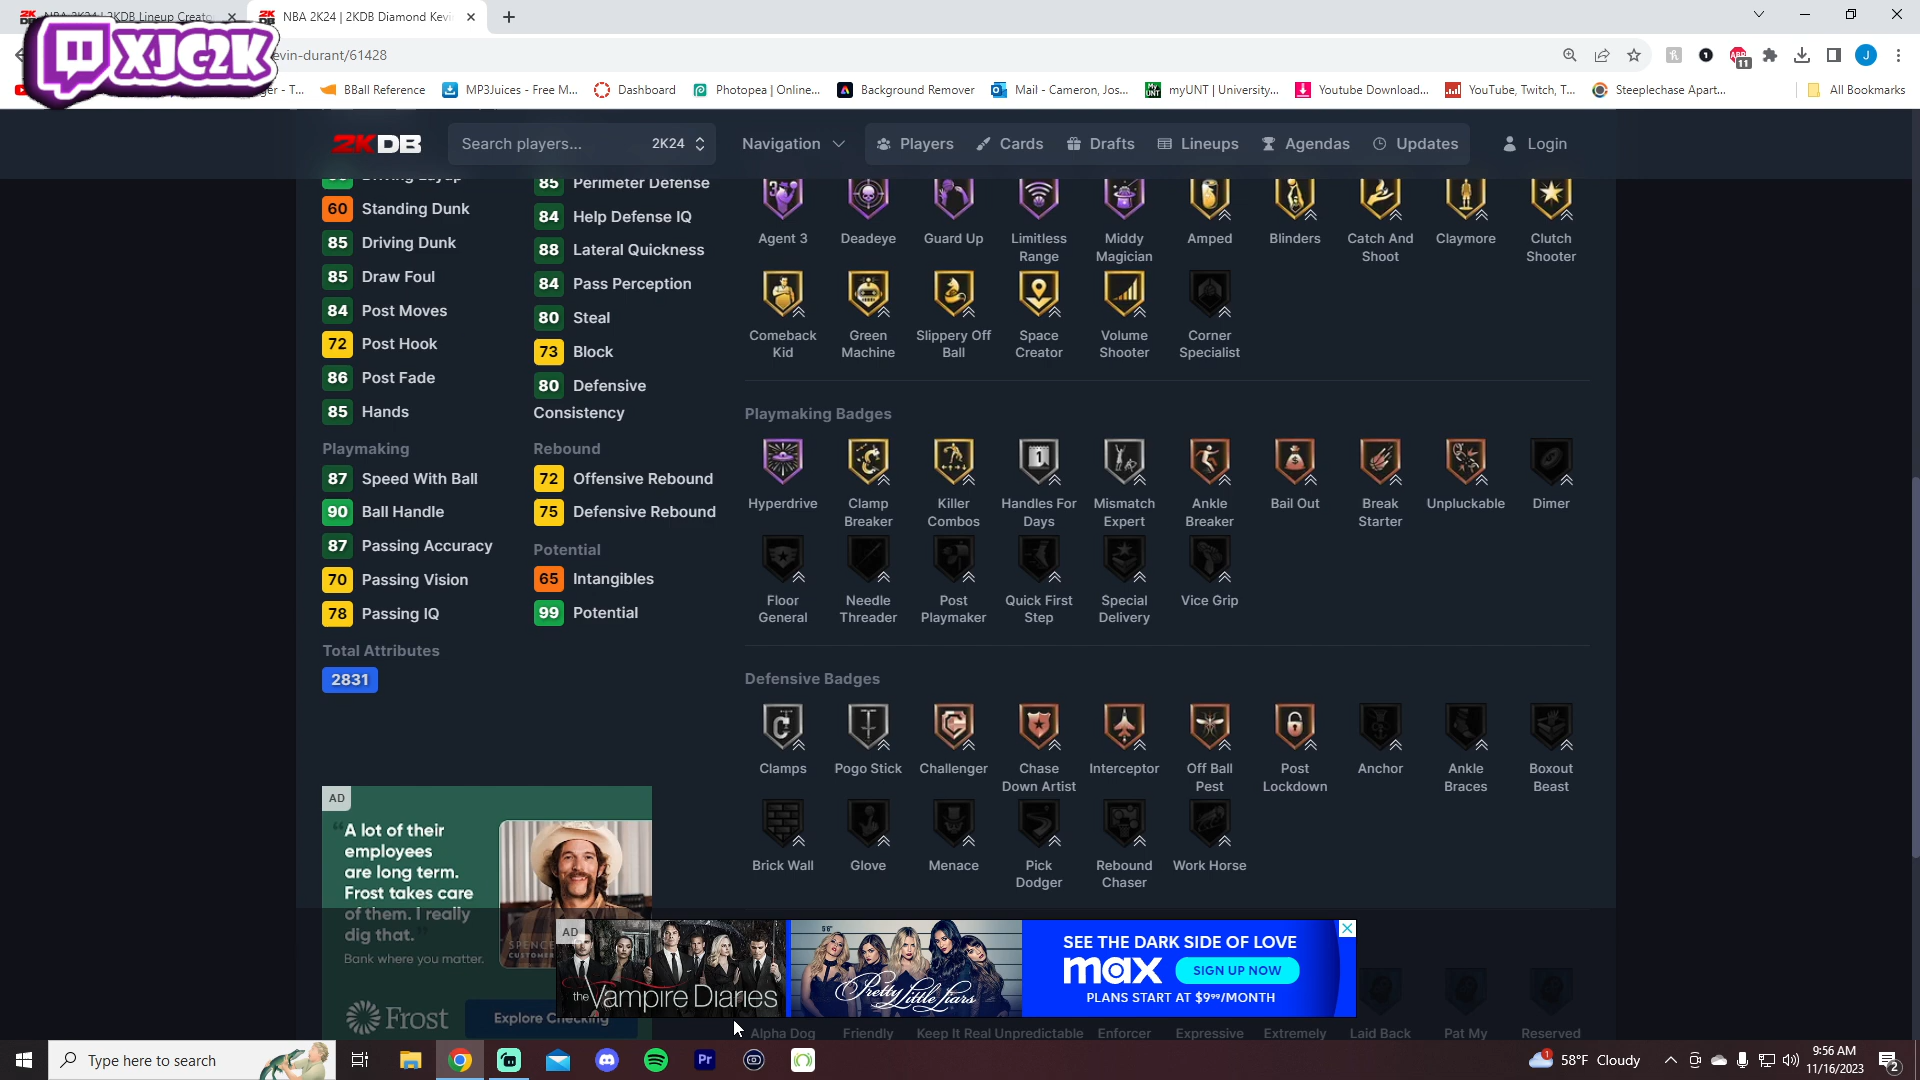 NBA 2K24 | 2KDB Lineup Creato
NBA 2K24 | 2KDB Diamond Kevi
XJC2K
evin-durant/61428
11
J
ger - T...
BBall Reference
MP3Juices - Free M...
Dashboard
Photopea | Online...
Background Remover
Mail - Cameron, Jos...
myUNT | University...
Youtube Download...
YouTube, Twitch, T...
Steeplechase Apart...
All Bookmarks
2KDB
Search players...
2K24
Navigation
Players
Cards
Drafts
Lineups
Agendas
Updates
Login
Driving Layup
60 Standing Dunk
85 Driving Dunk
85 Draw Foul
84 Post Moves
72 Post Hook
86 Post Fade
85 Hands
Playmaking
87 Speed With Ball
90 Ball Handle
87 Passing Accuracy
70 Passing Vision
78 Passing IQ
Total Attributes
2831
85 Perimeter Defense
84 Help Defense IQ
88 Lateral Quickness
84 Pass Perception
80 Steal
73 Block
80 Defensive
Consistency
Rebound
72 Offensive Rebound
75 Defensive Rebound
Potential
65 Intangibles
99 Potential
Agent 3
Deadeye
Guard Up
Limitless
Range
Middy
Magician
Amped
Blinders
Catch And
Shoot
Claymore
Clutch
Shooter
Comeback
Kid
Green
Machine
Slippery Off
Ball
Space
Creator
Volume
Shooter
Corner
Specialist
Playmaking Badges
Hyperdrive
Clamp
Breaker
Killer
Combos
Handles For
Days
Mismatch
Expert
Ankle
Breaker
Bail Out
Break
Starter
Unpluckable
Dimer
Floor
General
Needle
Threader
Post
Playmaker
Quick First
Step
Special
Delivery
Vice Grip
Defensive Badges
Clamps
Pogo Stick
Challenger
Chase
Down Artist
Interceptor
Off Ball
Pest
Post
Lockdown
Anchor
Ankle
Braces
Boxout
Beast
Brick Wall
Glove
Menace
Pick
Dodger
Rebound
Chaser
Work Horse
AD
A lot of their
employees
are long term.
Frost takes care
of them. I really
dig that.
Bank where you matter.
SPENCE
CUSTOMER
Frost
Explore Checking
AD
the Vampire Diaries
Pretty Little Liars
SEE THE DARK SIDE OF LOVE
max
SIGN UP NOW
PLANS START AT $9.99/MONTH
Alpha Dog
Friendly
Keep It Real
Unpredictable
Enforcer
Expressive
Extremely
Laid Back
Pat My
Reserved
Type here to search
Pr
1
58°F Cloudy
9:56 AM
11/16/2023
2